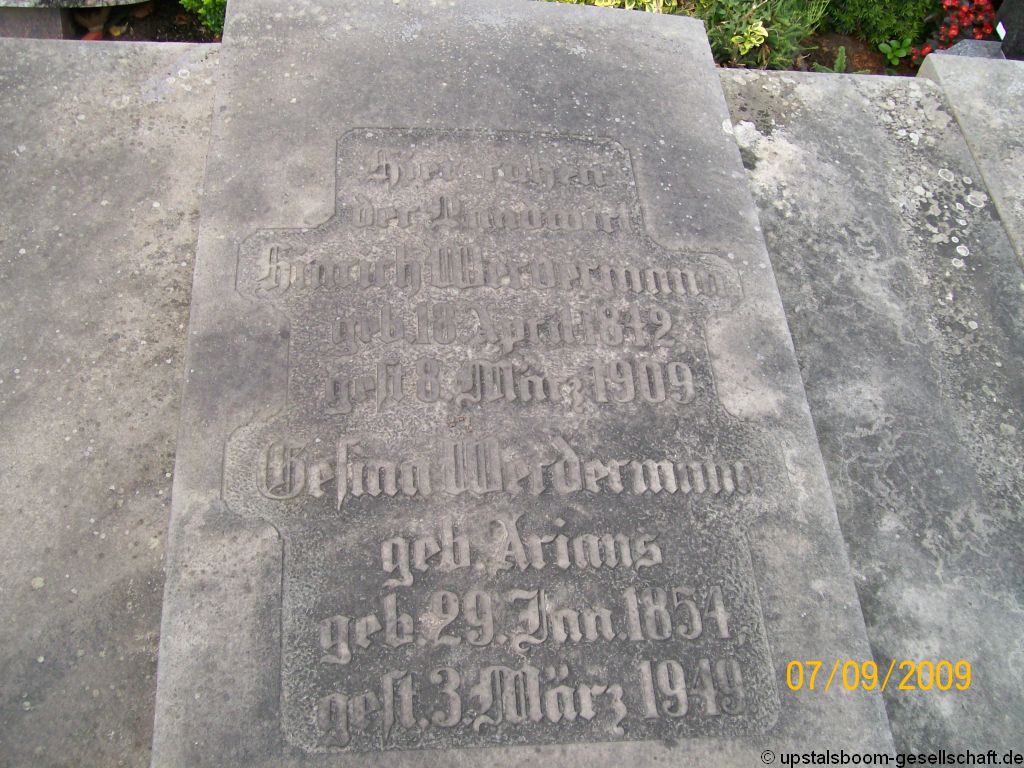 Hier ruhen
der Landwirt
Hinrich Werdermann
geb. 18. April 1842
gest. 8. März 1909
Gesina Werdermann
geb. Arians
geb. 29. Jan. 1854,
gest. 3. März 1949.
07/09/2009
© upstalsboom-gesellschaft.de